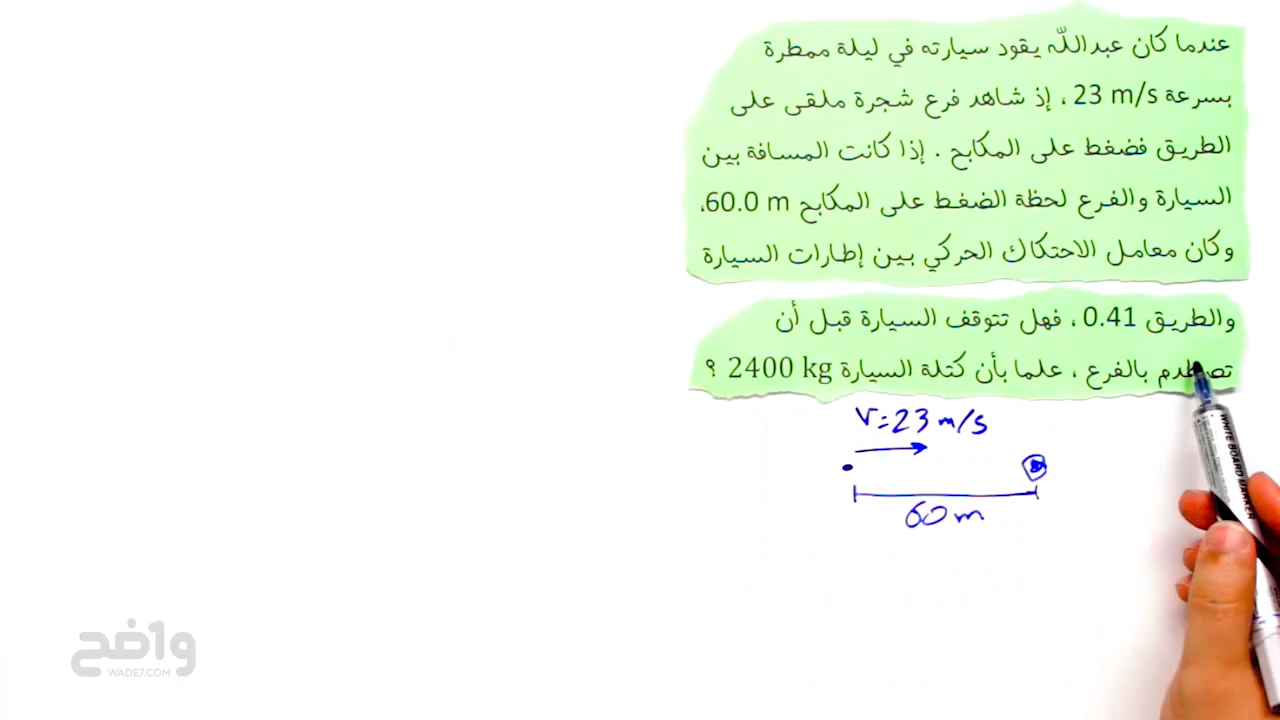 عندما كان عبدالله يقود سيارته في ليلة ممطرة
بسرعة 23 m/s ، إذ شاهد فرع شجرة ملقى على
الطريق فضغط على المكابح . إذا كانت المسافة بين
السيارة والفرع لحظة الضغط على المكابح 60.0 m،
وكان معامل الاحتكاك الحركي بين إطارات السيارة
والطريق 0.41 ، فهل تتوقف السيارة قبل أن
تصطدم بالفرع ، علما بأن كتلة السيارة 2400 kg ؟
v=23 m/s
60 m
WHITE BOARD MARKER
واضح
WADE7.COM